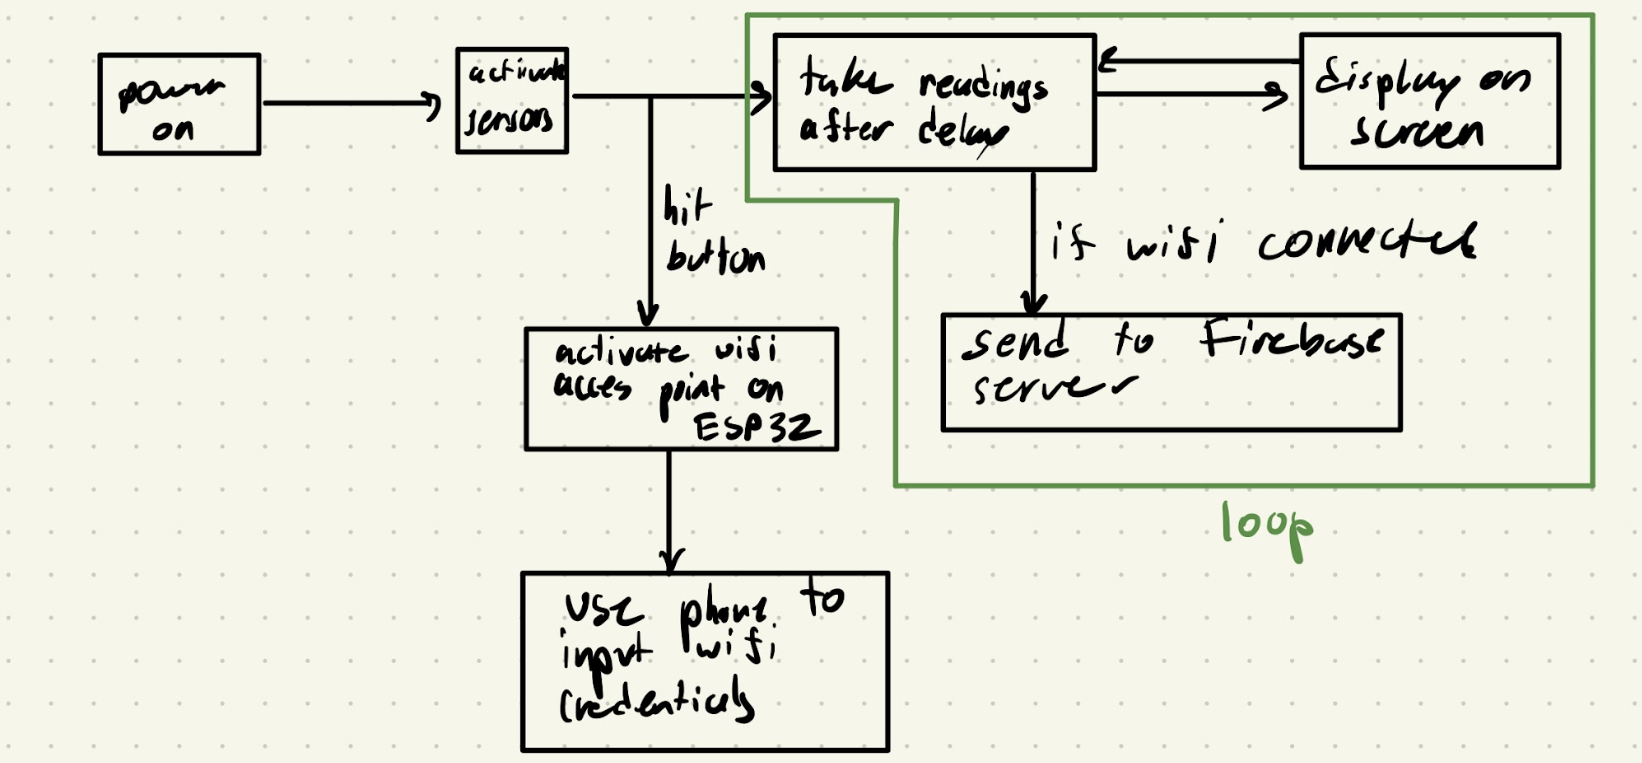 power
on
activate
sensors
take readings
after delay
display on
screen
hit
button
if wifi connected
send to Firebase
server
activate wifi
acces point on
ESP32
loop
use phone to
input wifi
credentials